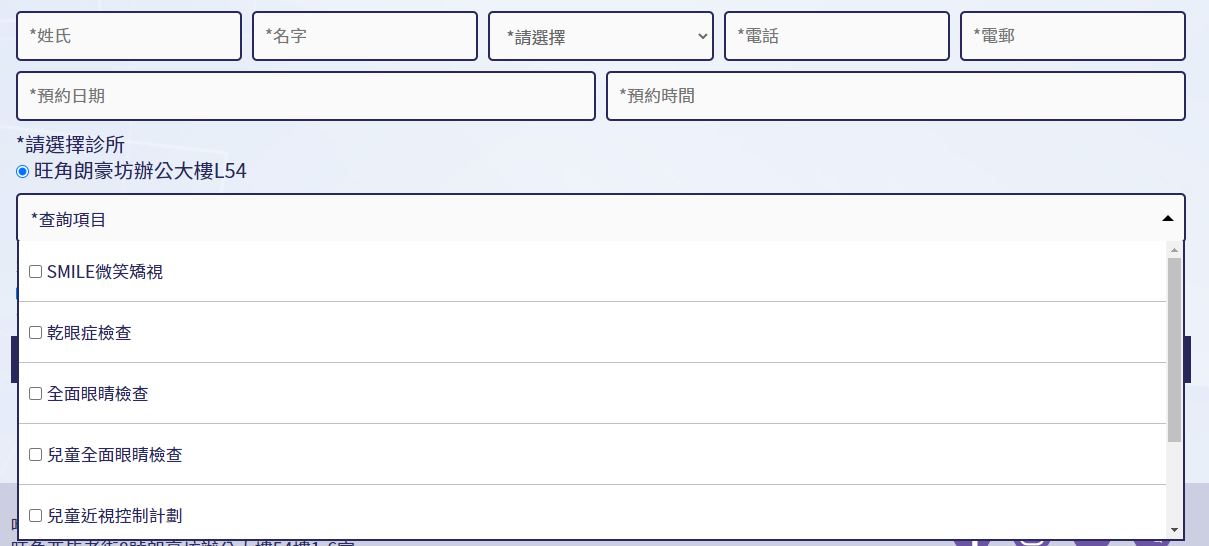 *姓氏
*名字
*請選擇
*電話
*電郵
*預約日期
*預約時間
*請選擇診所
旺角朗豪坊辦公大樓L54
*查詢項目
SMILE微笑矯視
乾眼症檢查
全面眼睛檢查
兒童全面眼睛檢查
兒童近視控制計劃